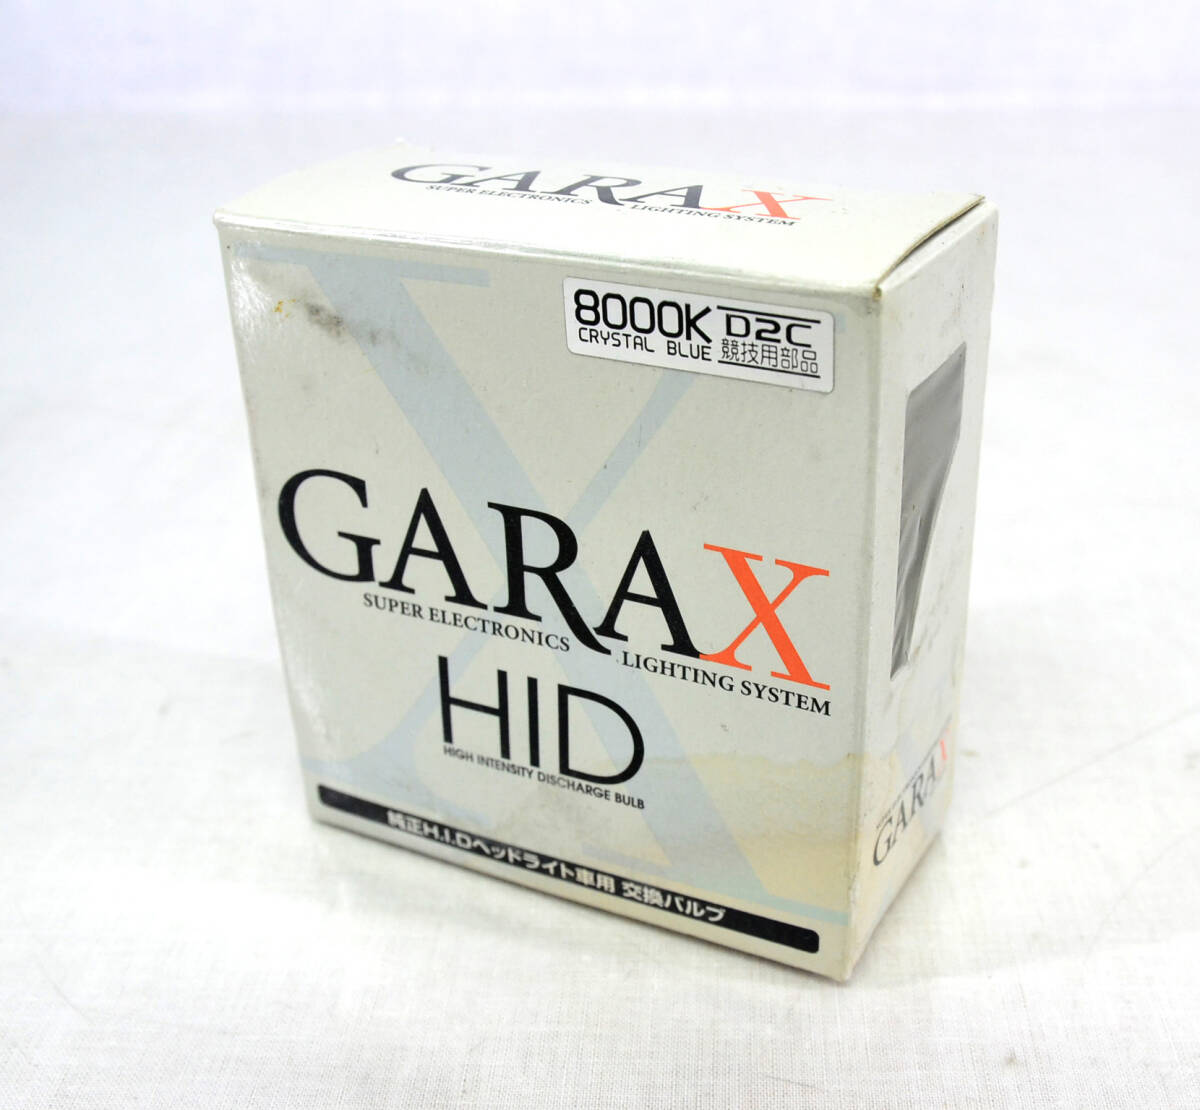 GARAX
SUPER ELECTRONICS LIGHTING SYSTEM
8000K D2C
CRYSTAL BLUE 競技用部品
GARAX
SUPER ELECTRONICS LIGHTING SYSTEM
HID
HIGH INTENSITY DISCHARGE BULB
純正H.I.Dヘッドライト車用 交換バルブ
GARAX